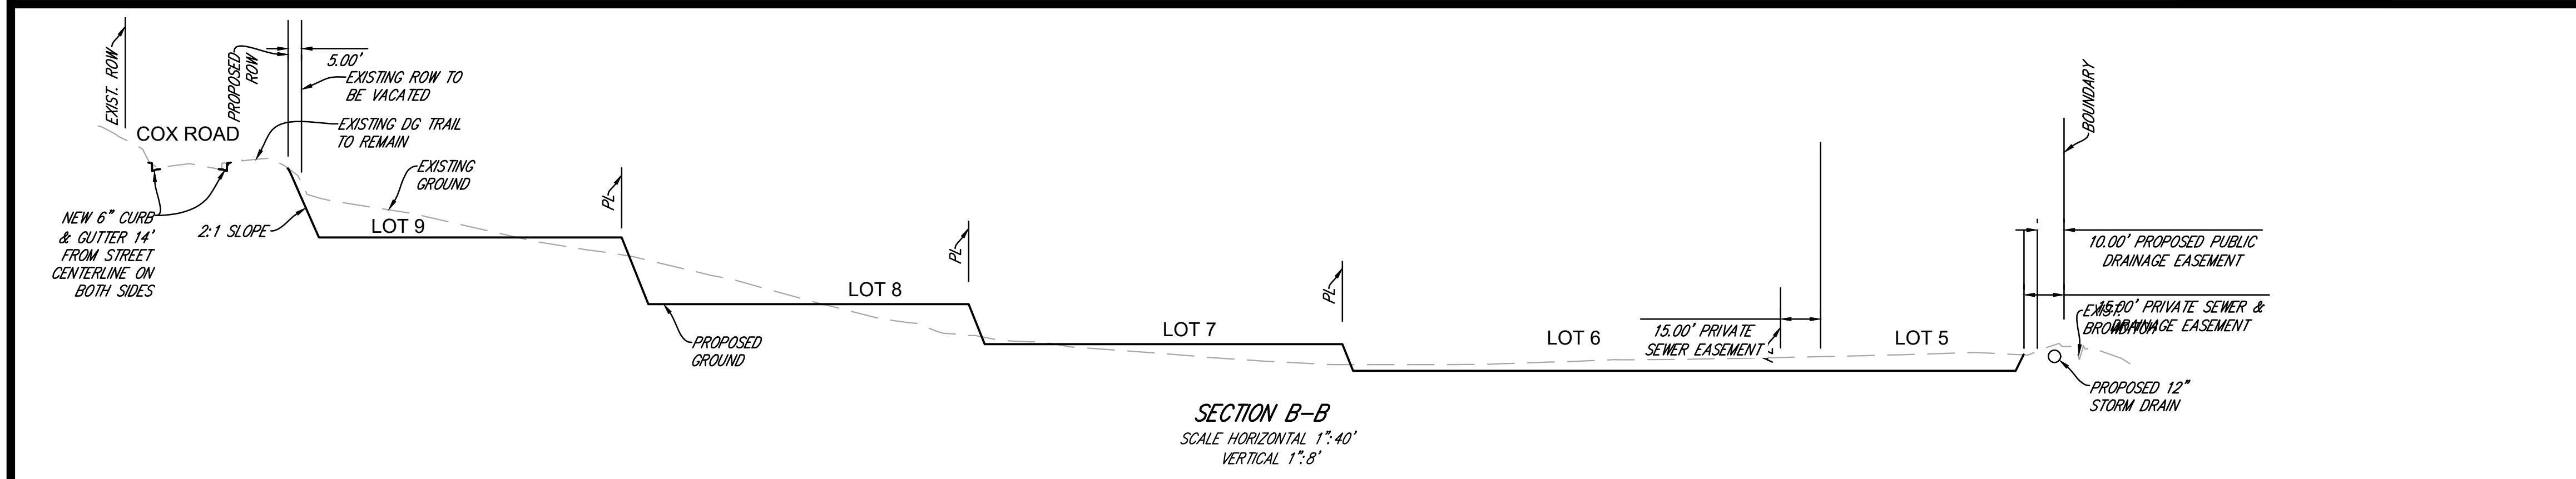 EXIST. ROW
PROPOSED
ROW
5.00'
EXISTING ROW TO
BE VACATED
COX ROAD
EXISTING DG TRAIL
TO REMAIN
EXISTING
GROUND
NEW 6" CURB
& GUTTER 14'
FROM STREET
CENTERLINE ON
BOTH SIDES
2:1 SLOPE
LOT 9
PL
LOT 8
PROPOSED
GROUND
PL
LOT 7
PL
LOT 6
15.00' PRIVATE
SEWER EASEMENT
LOT 5
BOUNDARY
10.00' PROPOSED PUBLIC
DRAINAGE EASEMENT
15.00' PRIVATE SEWER &
DRAINAGE EASEMENT
EXIST.
BROWDITCH
PROPOSED 12"
STORM DRAIN
SECTION B-B
SCALE HORIZONTAL 1":40'
VERTICAL 1":8'